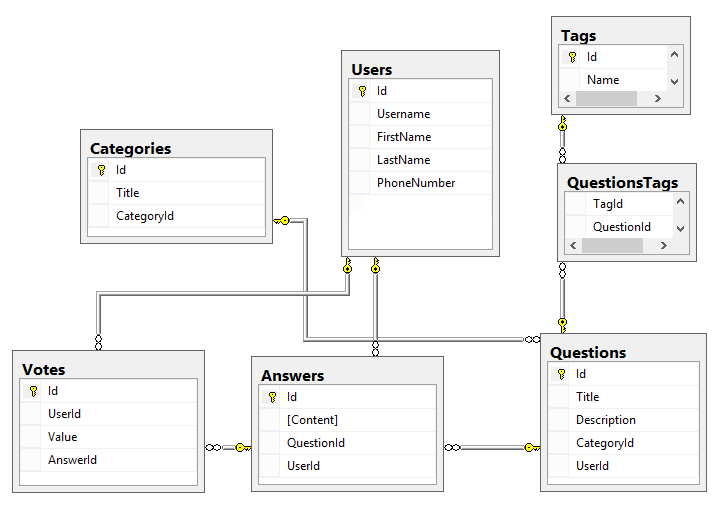 Tags
Id
Name
Users
Id
Username
FirstName
LastName
PhoneNumber
Categories
Id
Title
CategoryId
QuestionsTags
TagId
QuestionId
Votes
Id
UserId
Value
AnswerId
Answers
Id
[Content]
QuestionId
UserId
Questions
Id
Title
Description
CategoryId
UserId